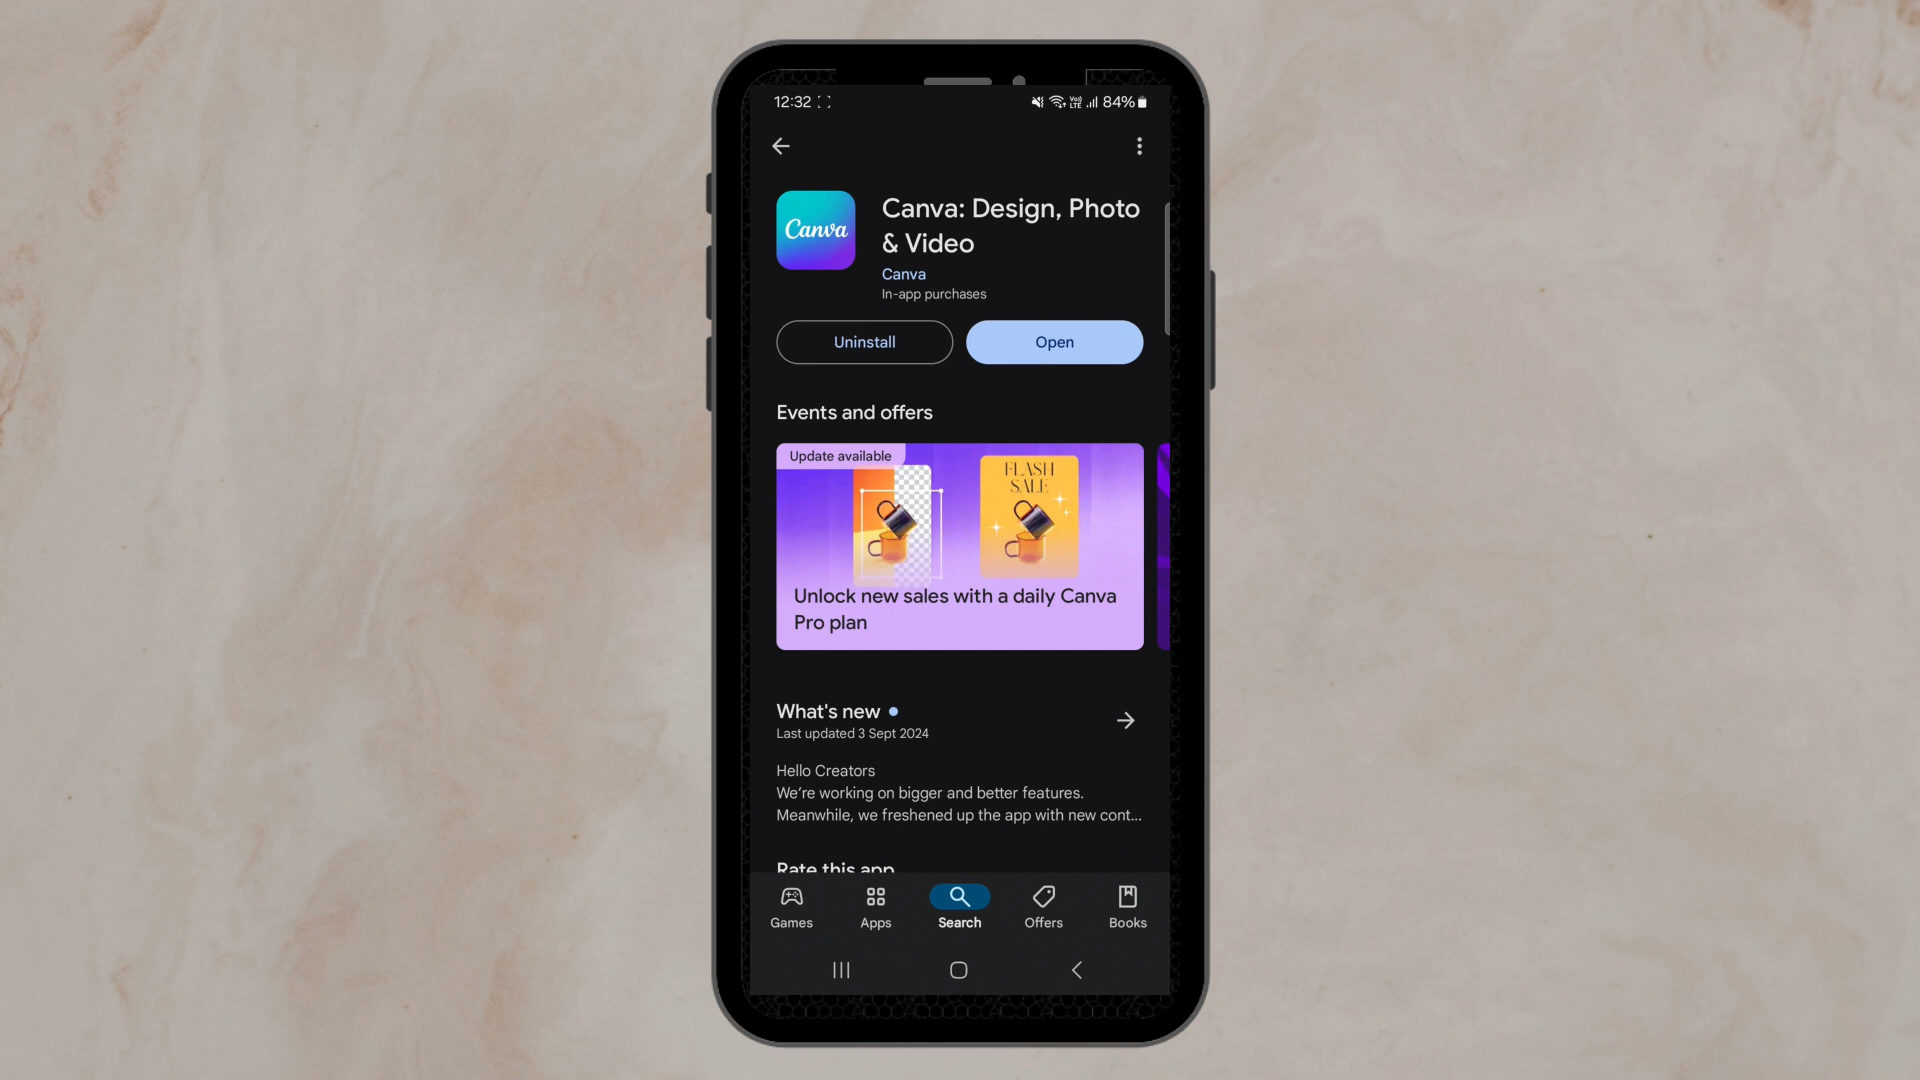 12:32
Vo)) LTE 84%
Canva
Canva: Design, Photo
& Video
Canva
In-app purchases
Uninstall
Open
Events and offers
Update available
FLASH
SALE
Unlock new sales with a daily Canva
Pro plan
What's new
Last updated 3 Sept 2024
Hello Creators
We’re working on bigger and better features.
Meanwhile, we freshened up the app with new cont...
Rate this app
Games
Apps
Search
Offers
Books